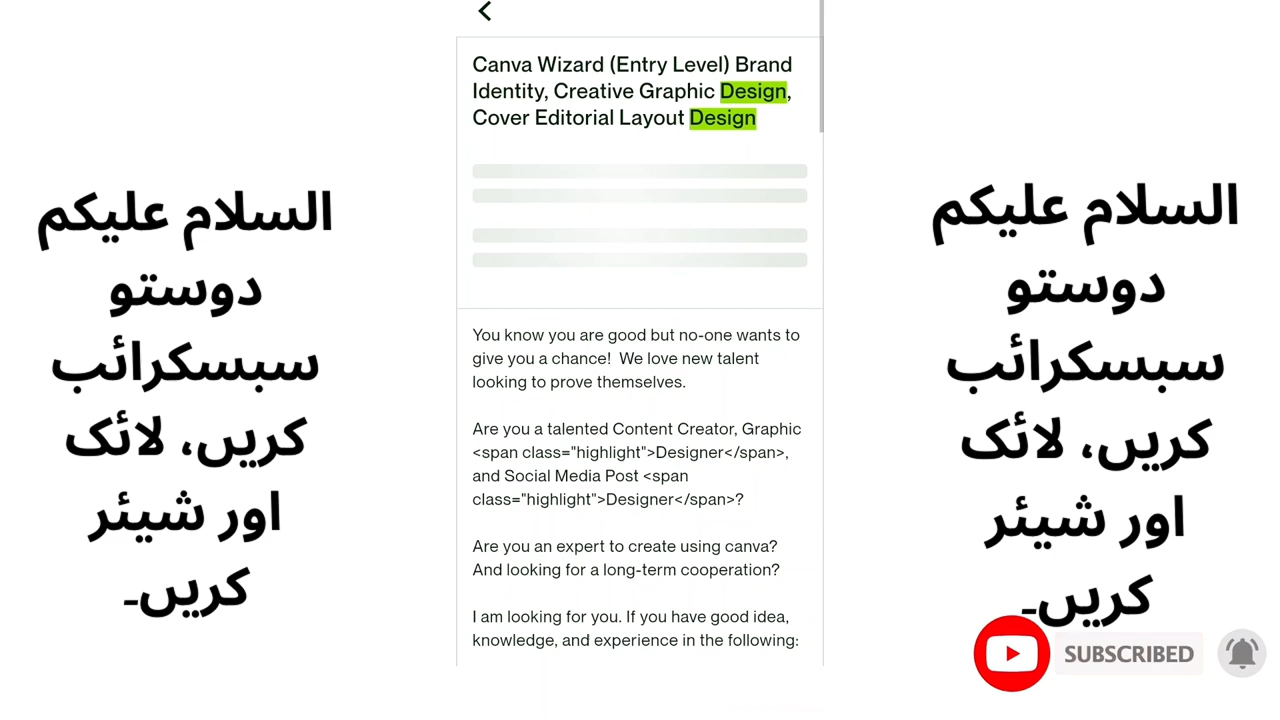 السلام علیکم
دوستو
سبسکرائب
کریں، لائک
اور شیئر
کریں۔
Canva Wizard (Entry Level) Brand
Identity, Creative Graphic Design,
Cover Editorial Layout Design
You know you are good but no-one wants to
give you a chance!  We love new talent
looking to prove themselves.
Are you a talented Content Creator, Graphic
<span class="highlight">Designer</span>,
and Social Media Post <span
class="highlight">Designer</span>?
Are you an expert to create using canva?
And looking for a long-term cooperation?
I am looking for you. If you have good idea,
knowledge, and experience in the following:
السلام علیکم
دوستو
سبسکرائب
کریں، لائک
اور شیئر
کریں۔
SUBSCRIBED